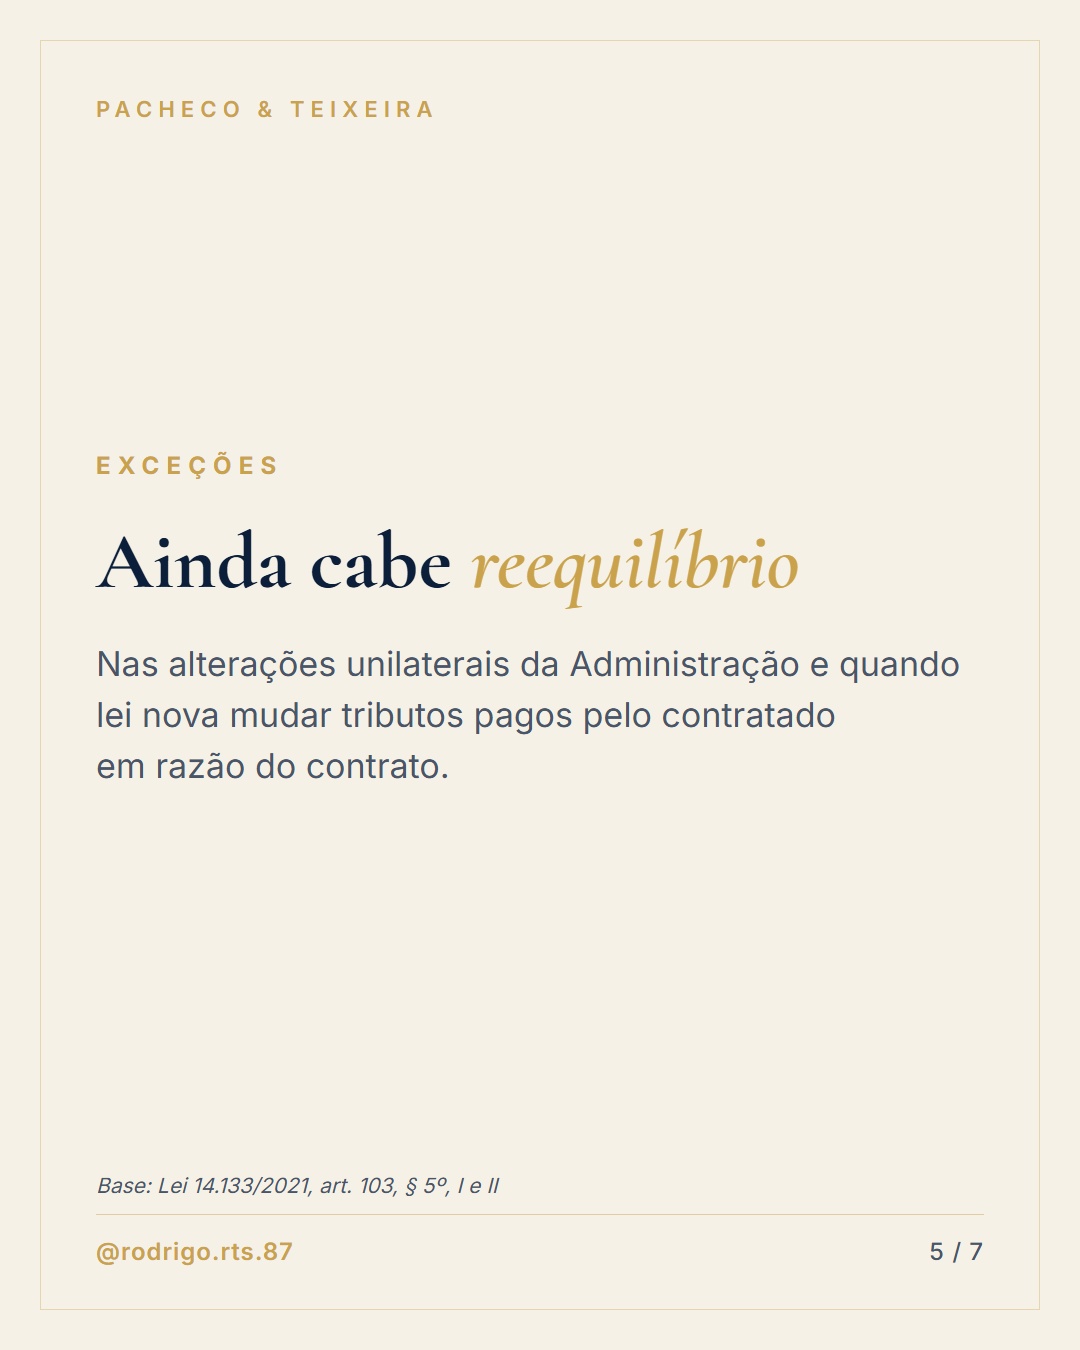 PACHECO & TEIXEIRA
EXCEÇÕES
Ainda cabe reequilíbrio
Nas alterações unilaterais da Administração e quando
lei nova mudar tributos pagos pelo contratado
em razão do contrato.
Base: Lei 14.133/2021, art. 103, § 5º, I e II
@rodrigo.rts.87
5 / 7